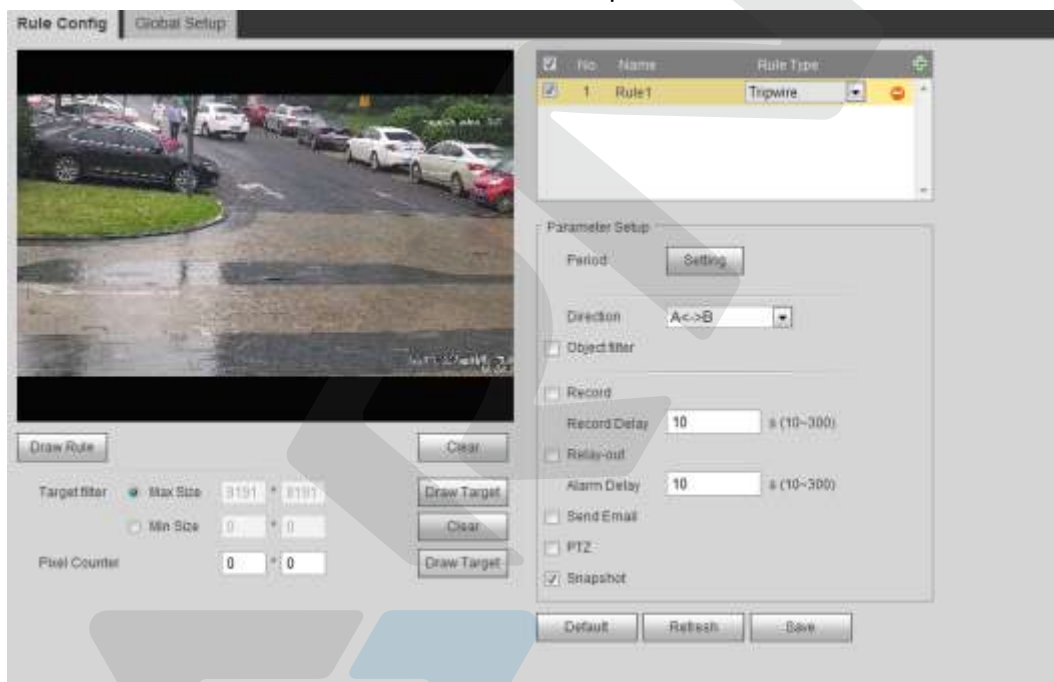 Rule Config Global Setup
No. Name Rule Type
1 Rule1 Tripwire
Parameter Setup
Period Setting
Direction A<->B
Object filter
Record
Record Delay 10 s (10~300)
Relay-out
Alarm Delay 10 s (10~300)
Send Email
PTZ
Snapshot
Default Refresh Save
Draw Rule Clear
Target filter Max Size 8191 * 8191 Draw Target
Min Size 0 * 0 Clear
Pixel Counter 0 * 0 Draw Target